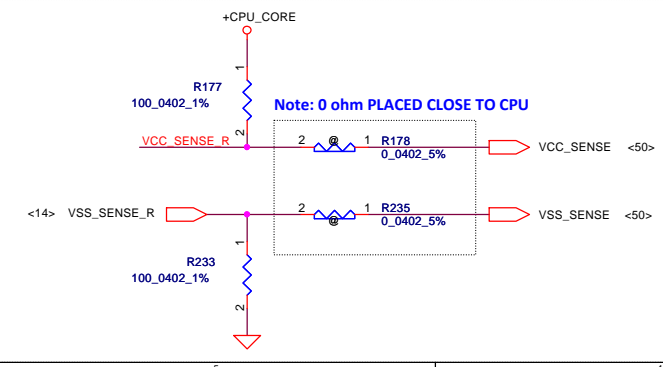 +CPU_CORE
1
R177
100_0402_1%
Note: 0 ohm PLACED CLOSE TO CPU
2
VCC_SENSE_R
2 @ 1 R178
0_0402_5%
VCC_SENSE <50>
<14> VSS_SENSE_R
2 @ 1 R235
0_0402_5%
VSS_SENSE <50>
1
R233
100_0402_1%
2